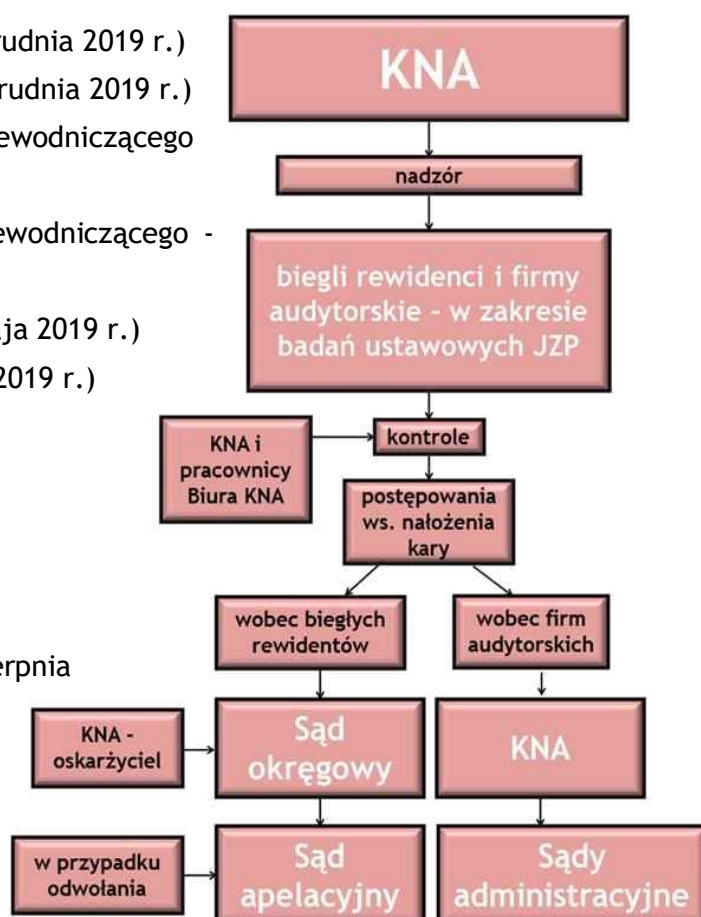 rudnia 2019 r.)
rudnia 2019 r.)
ewodniczącego
ewodniczącego -
ja 2019 r.)
2019 r.)
erpnia
KNA
nadzór
biegli rewidenci i firmy
audytorskie - w zakresie
badań ustawowych JZP
KNA i
pracownicy
Biura KNA
kontrole
postępowania
ws. nałożenia
kary
wobec biegłych
rewidentów
wobec firm
audytorskich
KNA -
oskarżyciel
Sąd
okręgowy
KNA
w przypadku
odwołania
Sąd
apelacyjny
Sądy
administracyjne